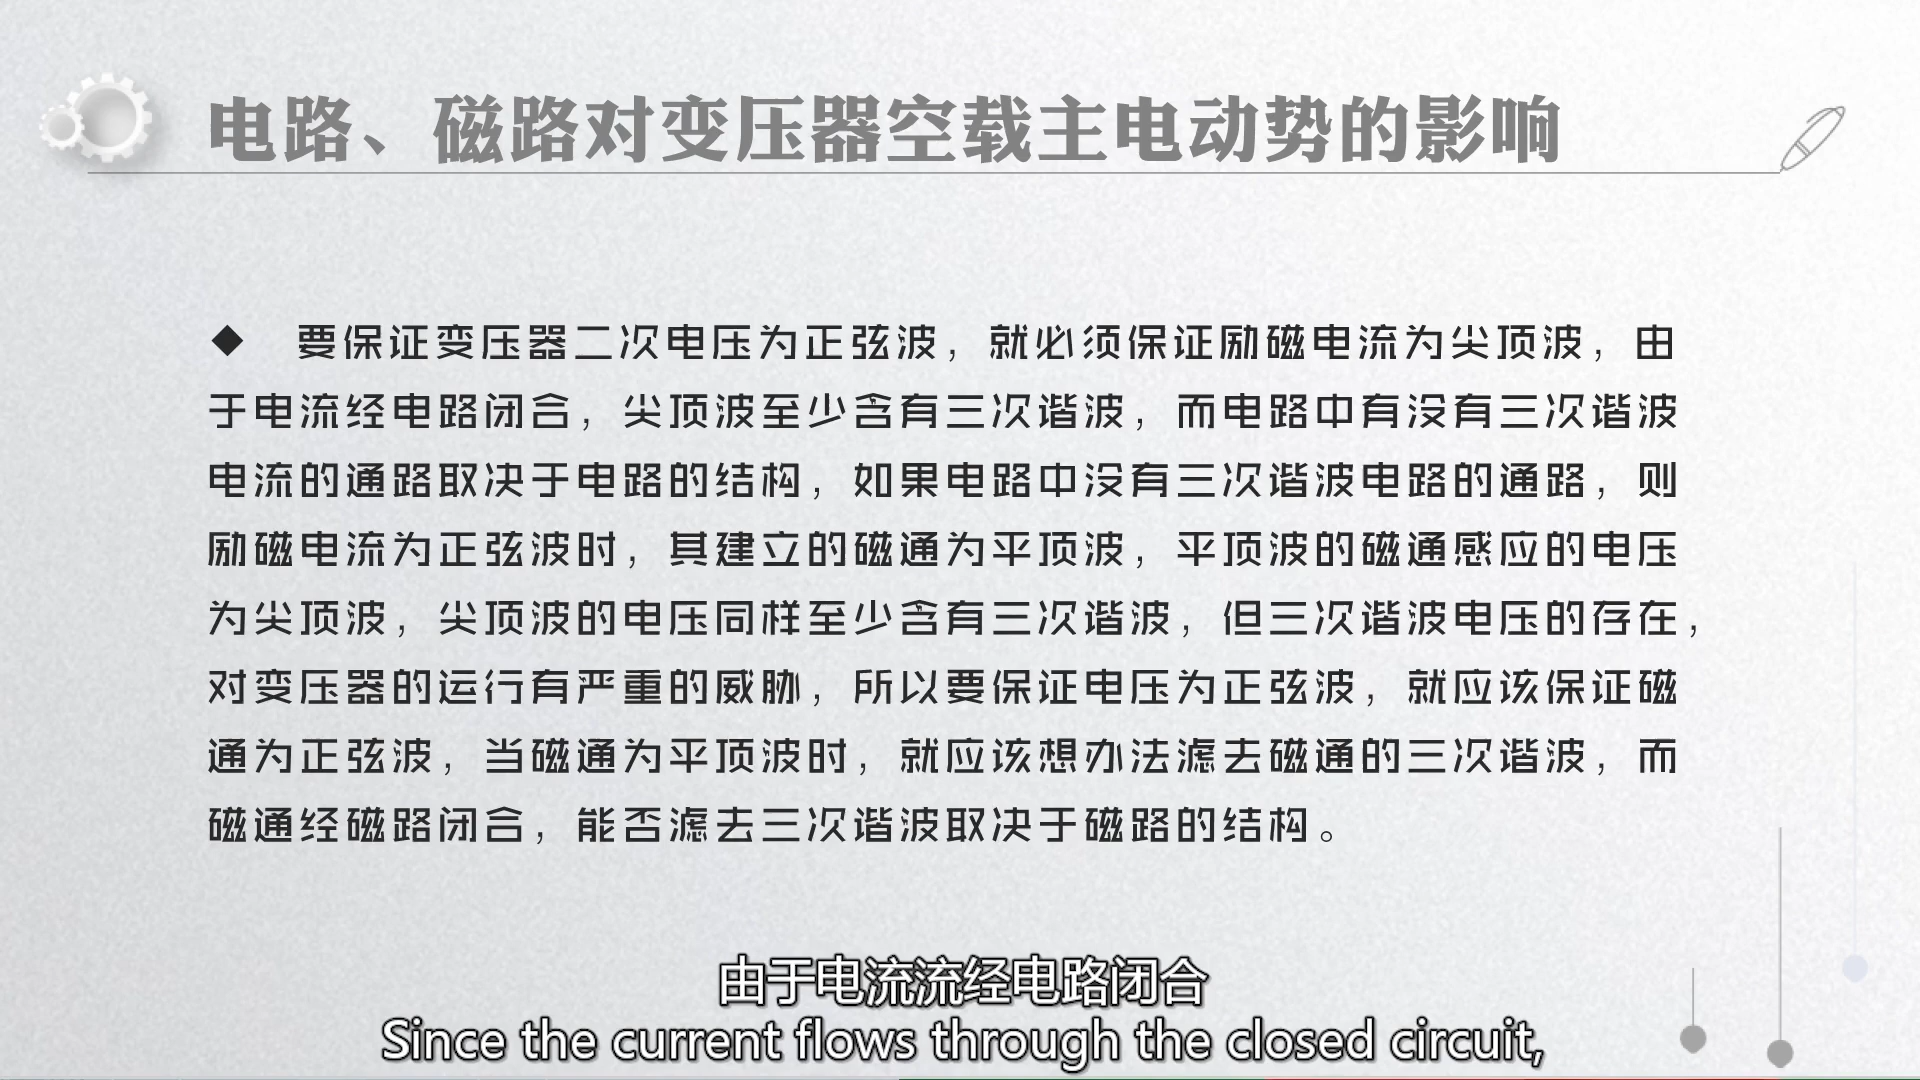 电路、磁路对变压器空载主电动势的影响
◆ 要保证变压器二次电压为正弦波，就必须保证励磁电流为尖顶波，由
于电流经电路闭合，尖顶波至少含有三次谐波，而电路中有没有三次谐波
电流的通路取决于电路的结构，如果电路中没有三次谐波电路的通路，则
励磁电流为正弦波时，其建立的磁通为平顶波，平顶波的磁通感应的电压
为尖顶波，尖顶波的电压同样至少含有三次谐波，但三次谐波电压的存在，
对变压器的运行有严重的威胁，所以要保证电压为正弦波，就应该保证磁
通为正弦波，当磁通为平顶波时，就应该想办法滤去磁通的三次谐波，而
磁通经磁路闭合，能否滤去三次谐波取决于磁路的结构。
由于电流流经电路闭合
Since the current flows through the closed circuit,